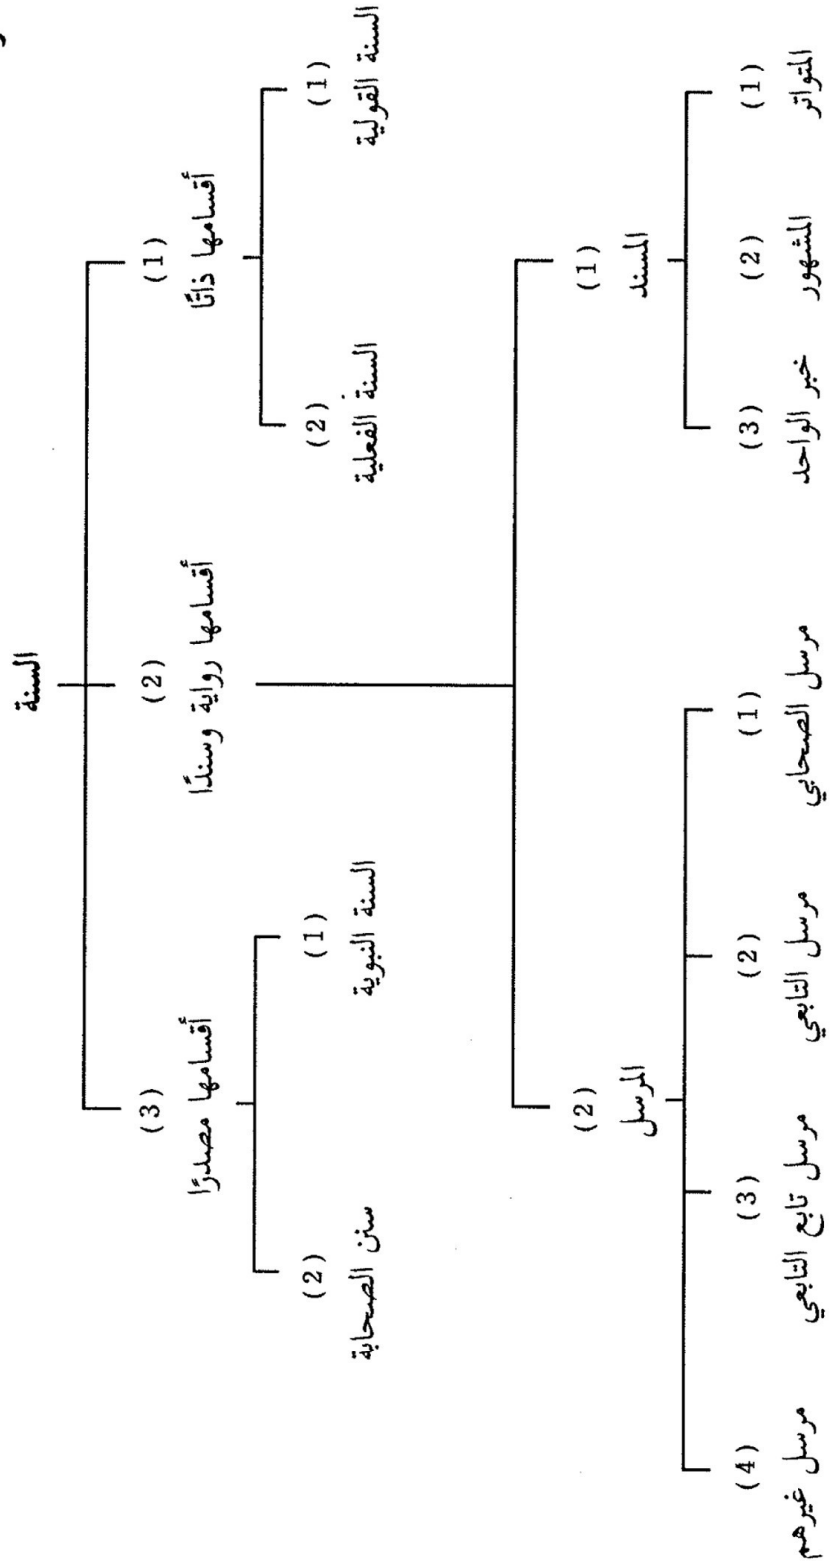 السنة
(1)
أقسامها ذاتًا
(1)
السنة القولية
(2)
السنة الفعلية
(2)
أقسامها رواية وسندًا
(1)
المسند
(1)
المتواتر
(2)
المشهور
(3)
خبر الواحد
(2)
المرسل
(1)
مرسل الصحابي
(2)
مرسل التابعي
(3)
مرسل تابع التابعي
(4)
مرسل غيرهم
(3)
أقسامها مصدرًا
(1)
السنة النبوية
(2)
سنن الصحابة